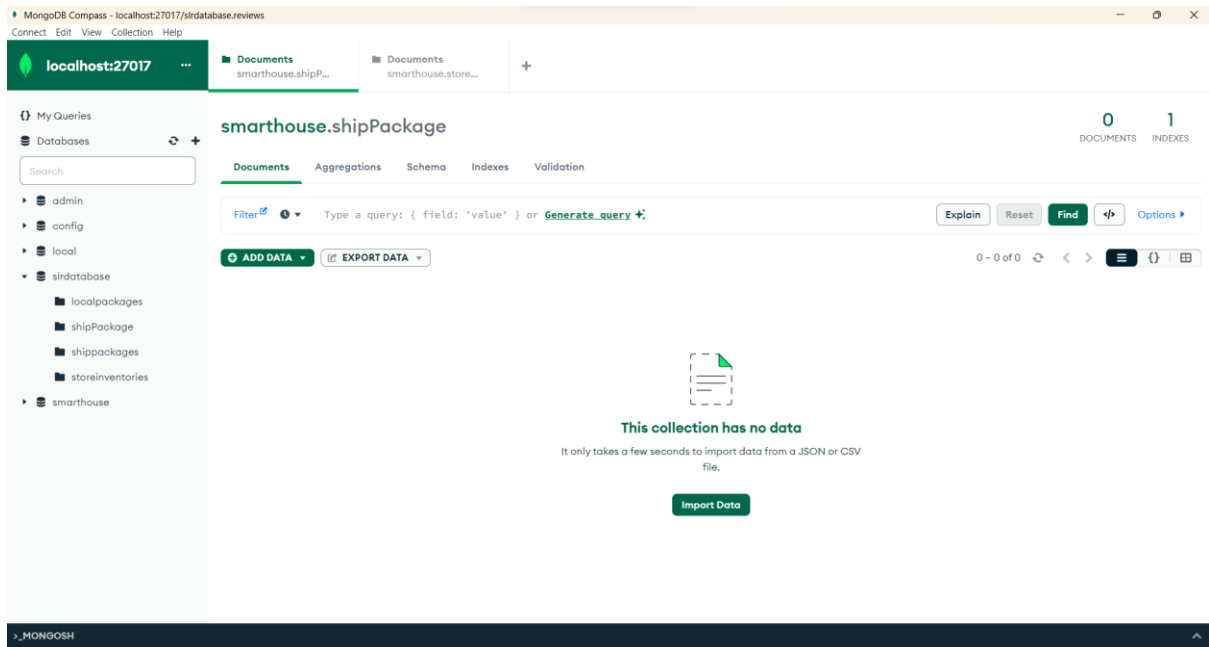 MongoDB Compass - localhost:27017/slrdatabase.reviews
Connect Edit View Collection Help
localhost:27017 ...
Documents
smarthouse.shipP...
Documents
smarthouse.store...
+
{} My Queries
Databases
Search
admin
config
local
slrdatabase
localpackages
shipPackage
shippackages
storeinventories
smarthouse
smarthouse.shipPackage
0
DOCUMENTS
1
INDEXES
Documents Aggregations Schema Indexes Validation
Filter Type a query: { field: 'value' } or Generate query
Explain Reset Find </> Options
ADD DATA EXPORT DATA
0 – 0 of 0 {}
This collection has no data
It only takes a few seconds to import data from a JSON or CSV
file.
Import Data
>_MONGOSH